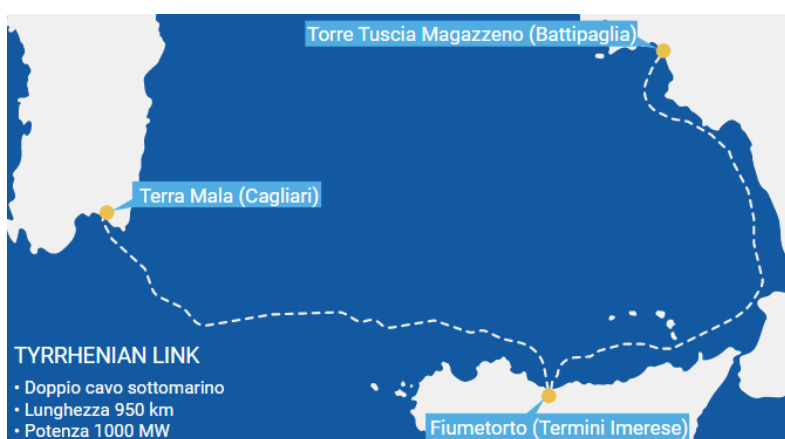 Torre Tuscia Magazzeno (Battipaglia)
Terra Mala (Cagliari)
TYRRHENIAN LINK
• Doppio cavo sottomarino
• Lunghezza 950 km
• Potenza 1000 MW
Fiumetorto (Termini Imerese)